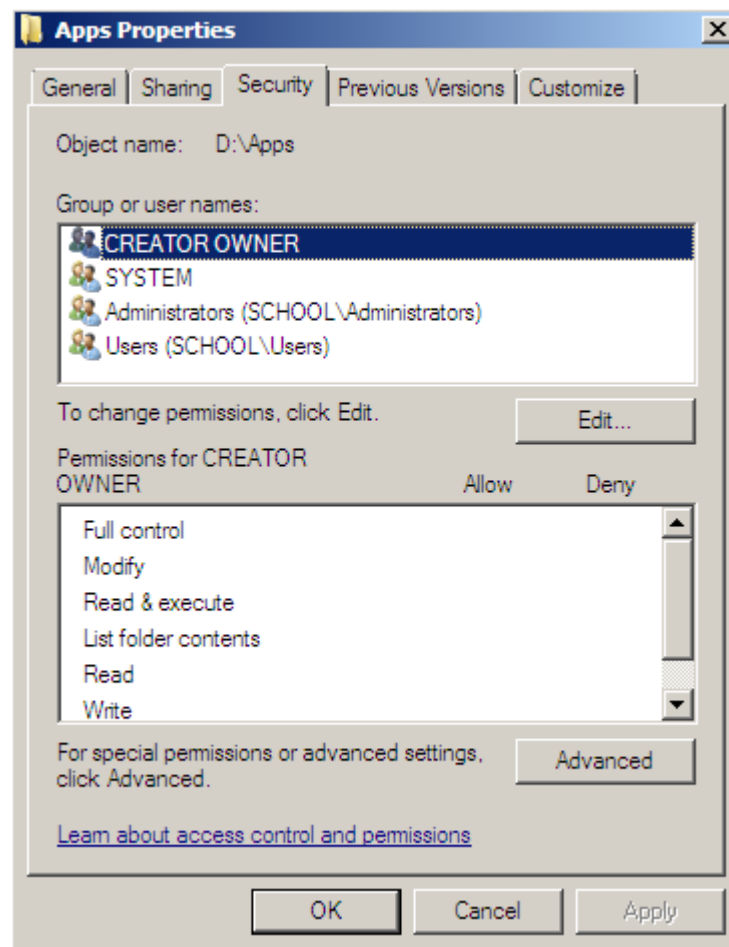 Apps Properties
General Sharing Security Previous Versions Customize
Object name: D:\Apps
Group or user names:
CREATOR OWNER
SYSTEM
Administrators (SCHOOL\Administrators)
Users (SCHOOL\Users)
To change permissions, click Edit.
Edit...
Permissions for CREATOR
OWNER Allow Deny
Full control
Modify
Read & execute
List folder contents
Read
Write
For special permissions or advanced settings,
click Advanced.
Advanced
Learn about access control and permissions
OK Cancel Apply